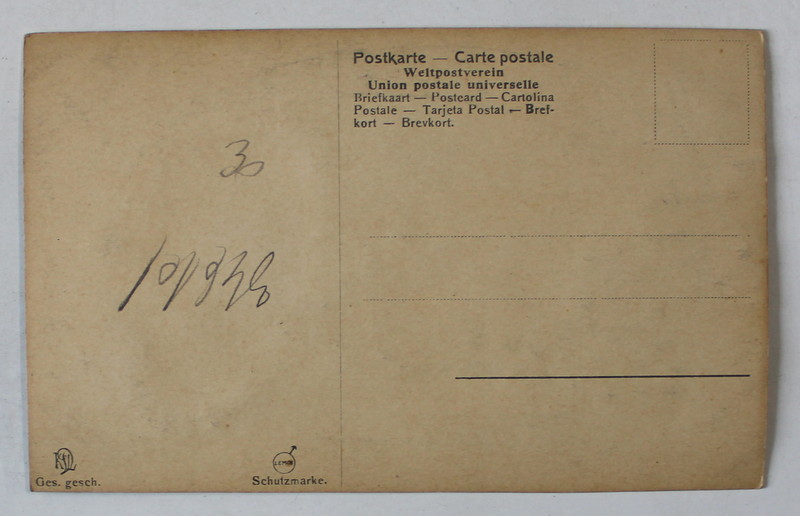 Postkarte — Carte postale
Weltpostverein
Union postale universelle
Briefkaart — Postcard — Cartolina
Postale — Tarjeta Postal — Bref-
kort — Brevkort.
30
Ges. gesch.
Schutzmarke.